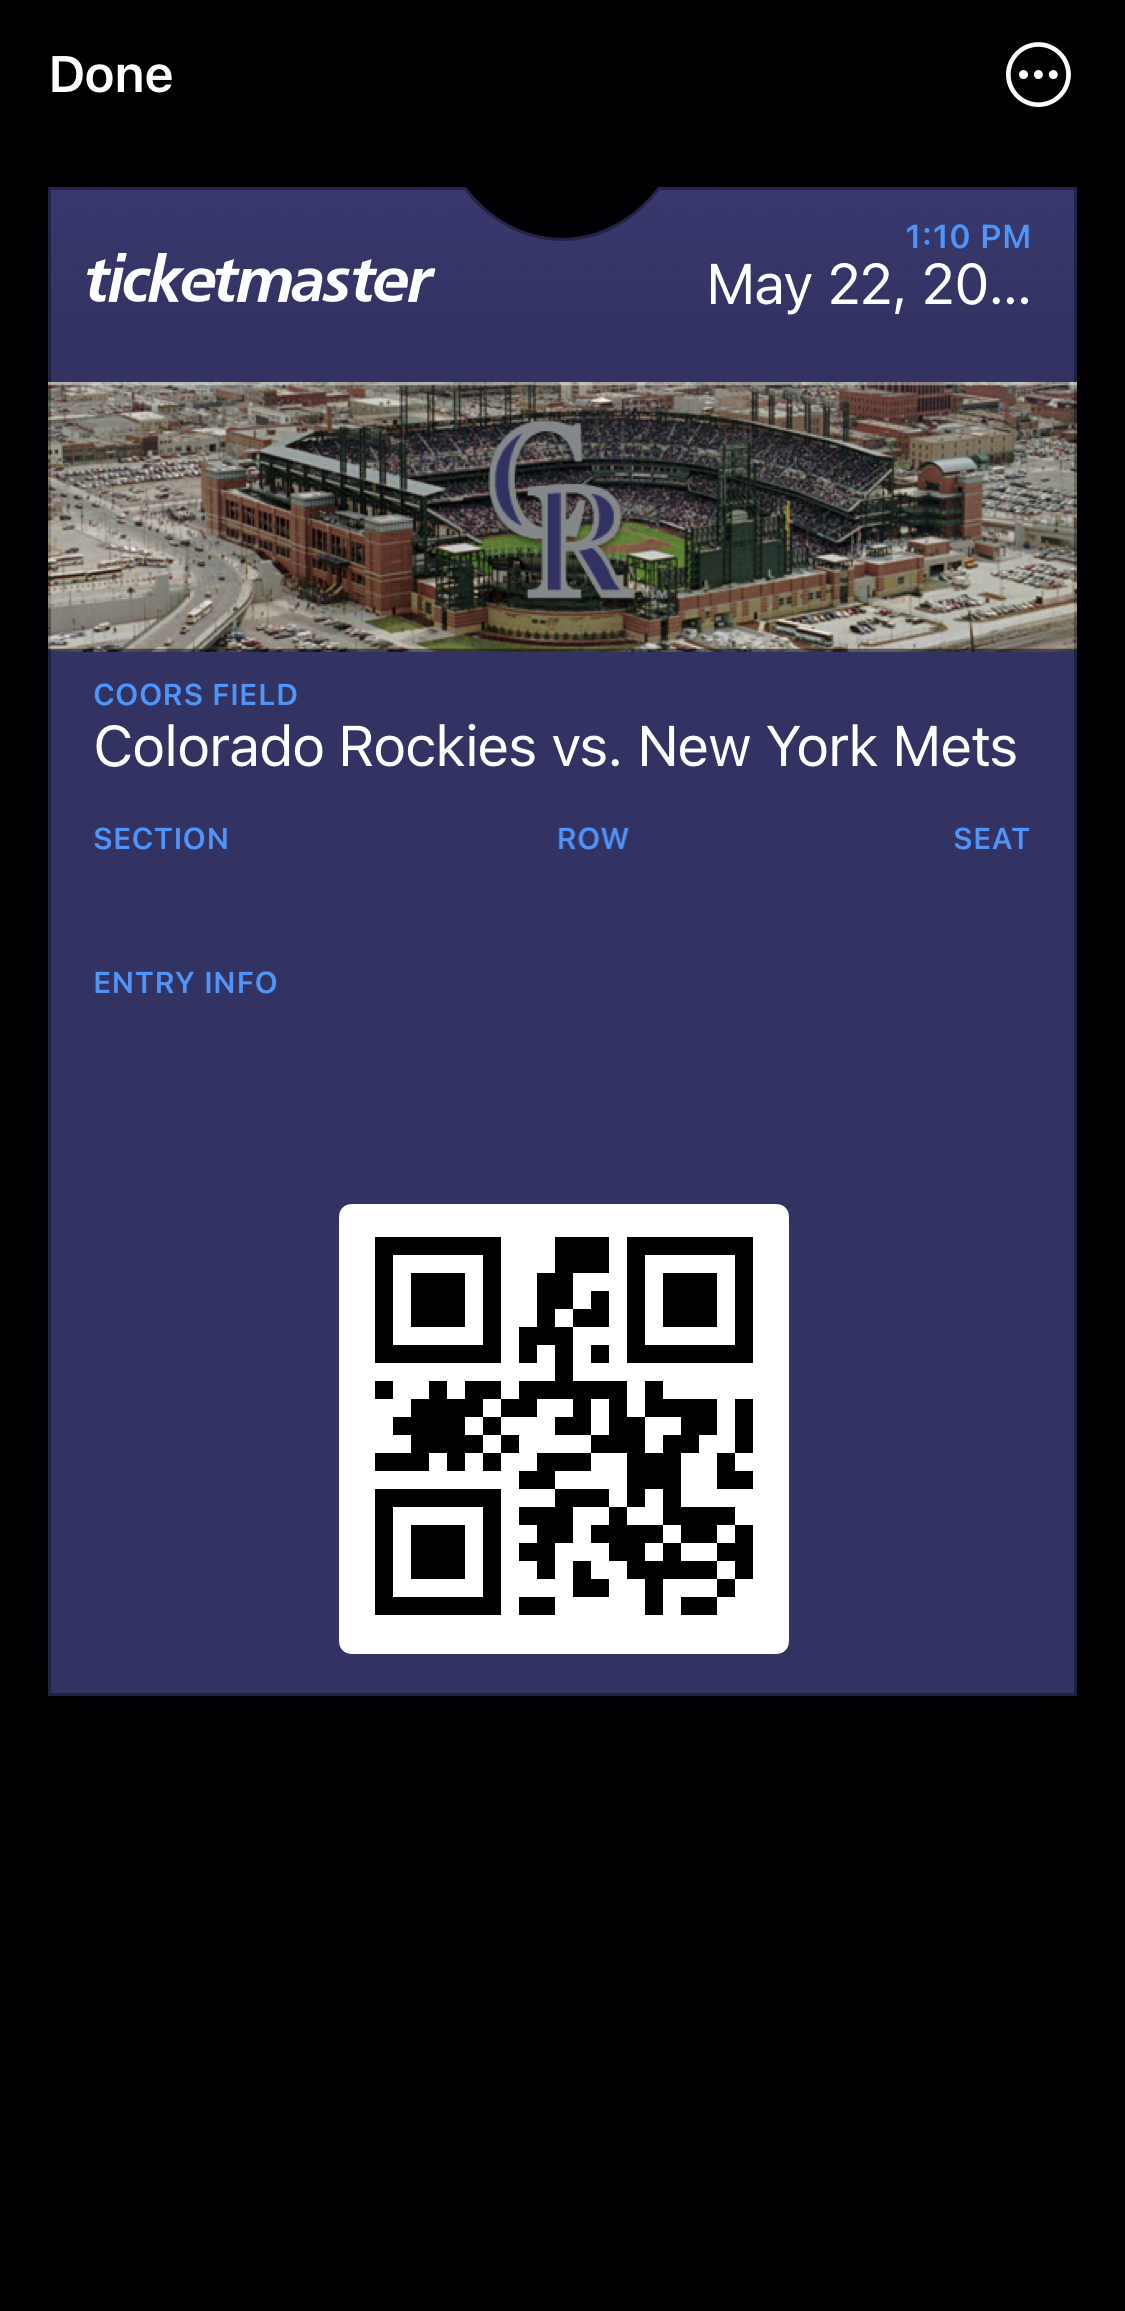 Done
ticketmaster
1:10 PM
May 22, 20...
CR
COORS FIELD
Colorado Rockies vs. New York Mets
SECTION ROW SEAT
ENTRY INFO